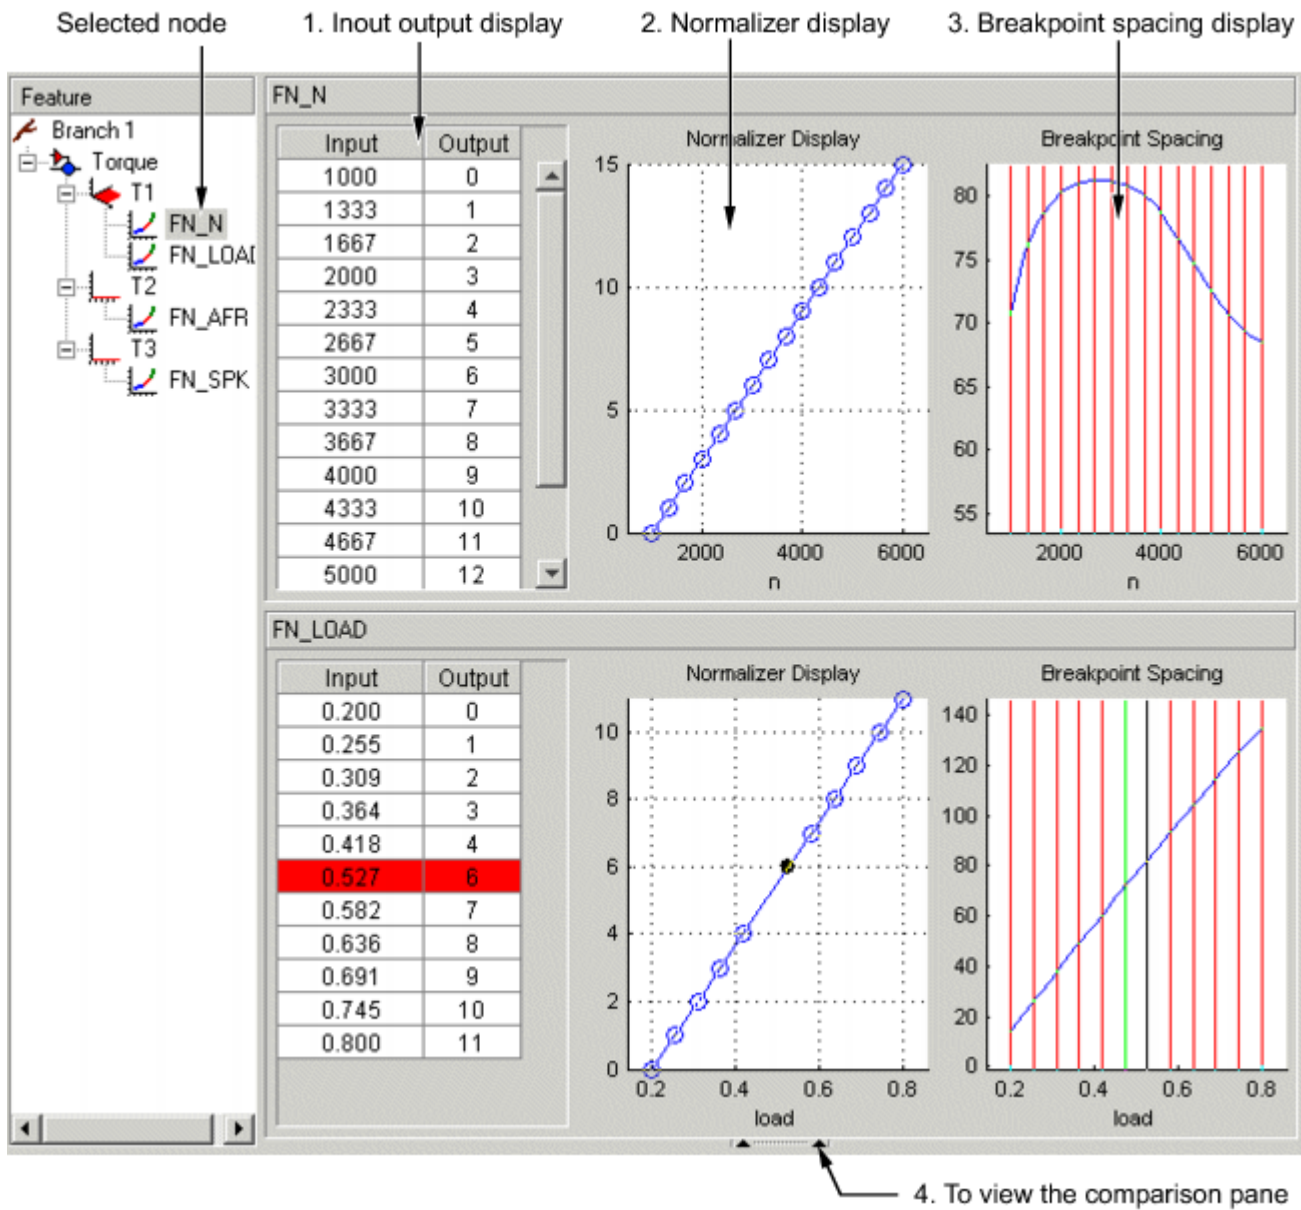 Selected node
1. Inout output display
2. Normalizer display
3. Breakpoint spacing display
Feature
Branch 1
Torque
T1
FN_N
FN_LOAD
T2
FN_AFR
T3
FN_SPK
FN_N
Input Output
1000 0
1333 1
1667 2
2000 3
2333 4
2667 5
3000 6
3333 7
3667 8
4000 9
4333 10
4667 11
5000 12
Normalizer Display
15
10
5
0
2000 4000 6000
n
Breakpoint Spacing
80
75
70
65
60
55
2000 4000 6000
n
FN_LOAD
Input Output
0.200 0
0.255 1
0.309 2
0.364 3
0.418 4
0.527 6
0.582 7
0.636 8
0.691 9
0.745 10
0.800 11
Normalizer Display
10
8
6
4
2
0
0.2 0.4 0.6 0.8
load
Breakpoint Spacing
140
120
100
80
60
40
20
0
0.2 0.4 0.6 0.8
load
4. To view the comparison pane